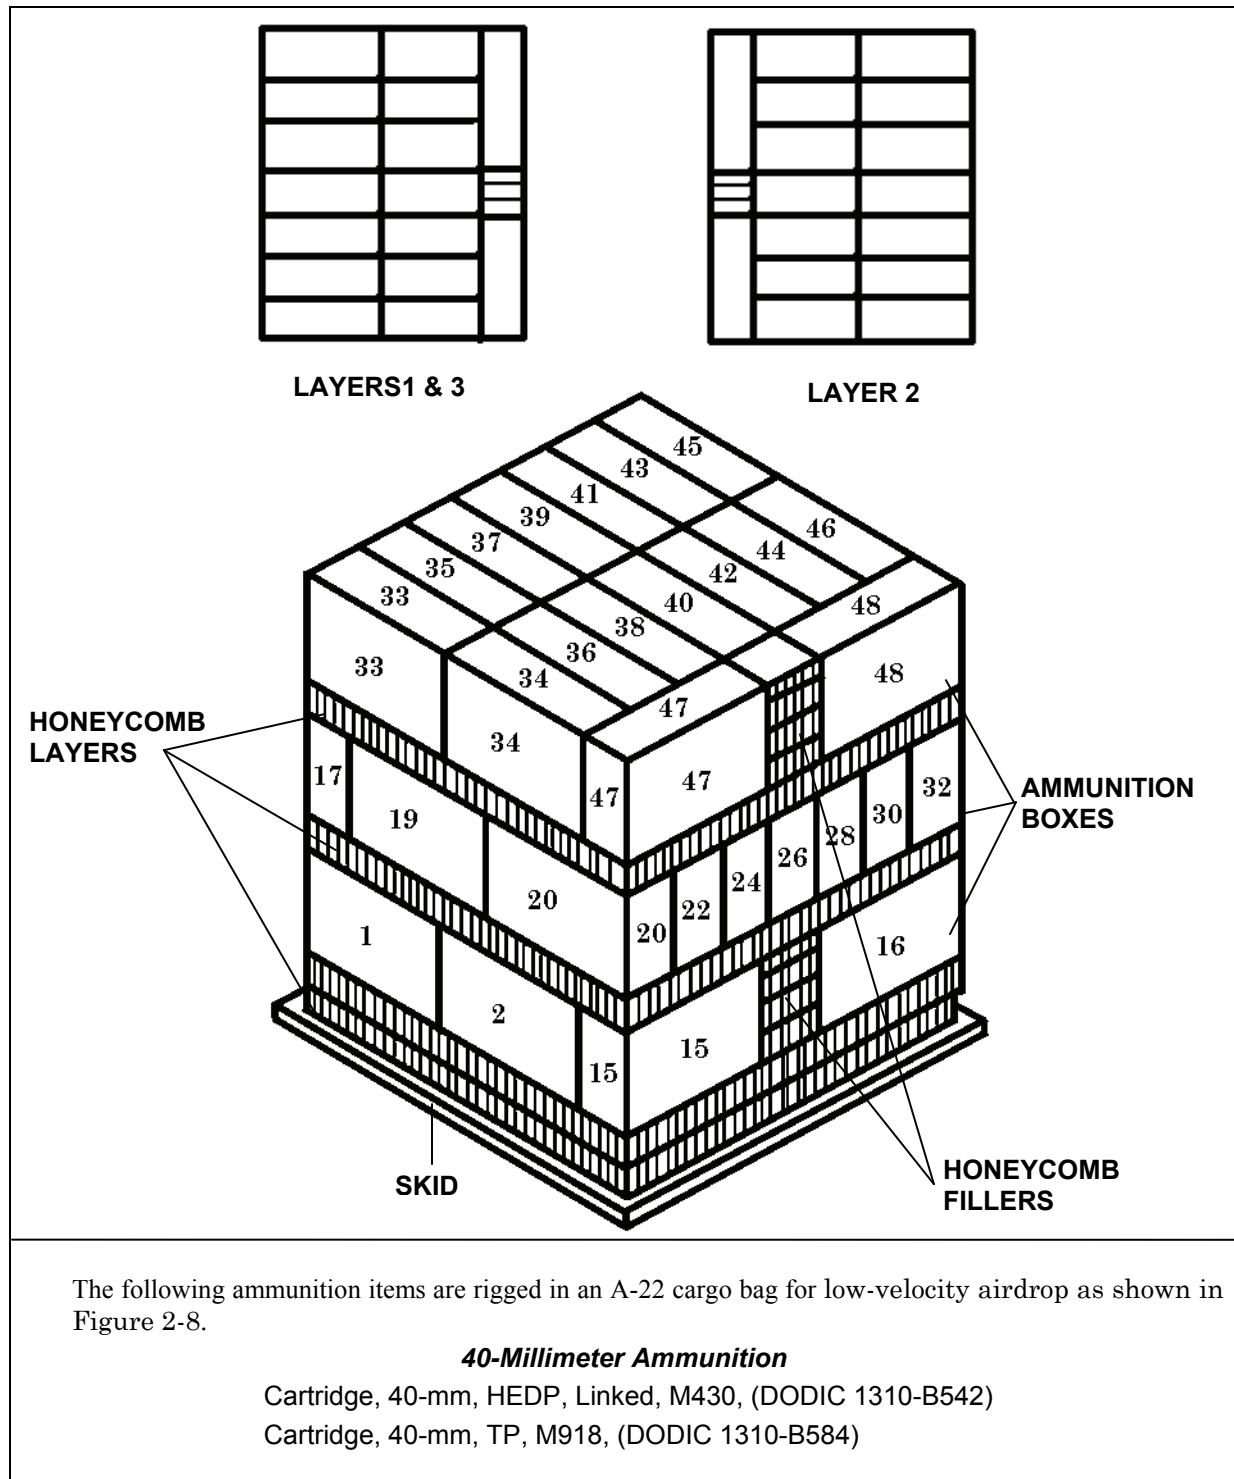 LAYERS1 & 3
LAYER 2
45
43
41
46
39
44
37
42
35
40
48
33
38
36
34
47
33
48
34
47
47
HONEYCOMB
LAYERS
17
19
32
30
28
26
24
22
20
20
AMMUNITION
BOXES
1
2
16
15
15
SKID
HONEYCOMB
FILLERS
The following ammunition items are rigged in an A-22 cargo bag for low-velocity airdrop as shown in
Figure 2-8.
40-Millimeter Ammunition
Cartridge, 40-mm, HEDP, Linked, M430, (DODIC 1310-B542)
Cartridge, 40-mm, TP, M918, (DODIC 1310-B584)